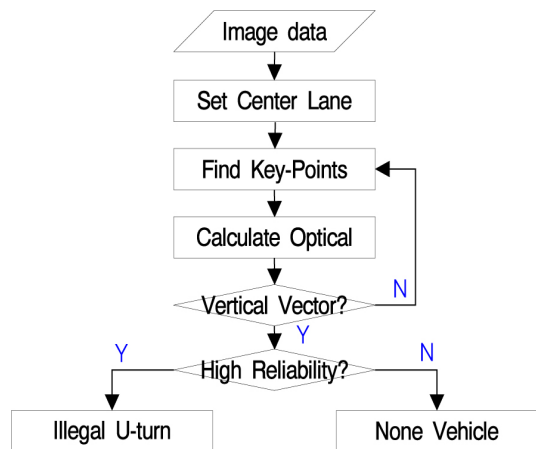 Image data
Set Center Lane
Find Key-Points
Calculate Optical
Vertical Vector?
N
Y
Y
High Reliability?
N
Illegal U-turn
None Vehicle